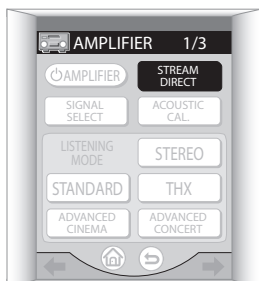 AMPLIFIER 1/3
AMPLIFIER
STREAM
DIRECT
SIGNAL
SELECT
ACOUSTIC
CAL.
LISTENING
MODE
STEREO
STANDARD
THX
ADVANCED
CINEMA
ADVANCED
CONCERT